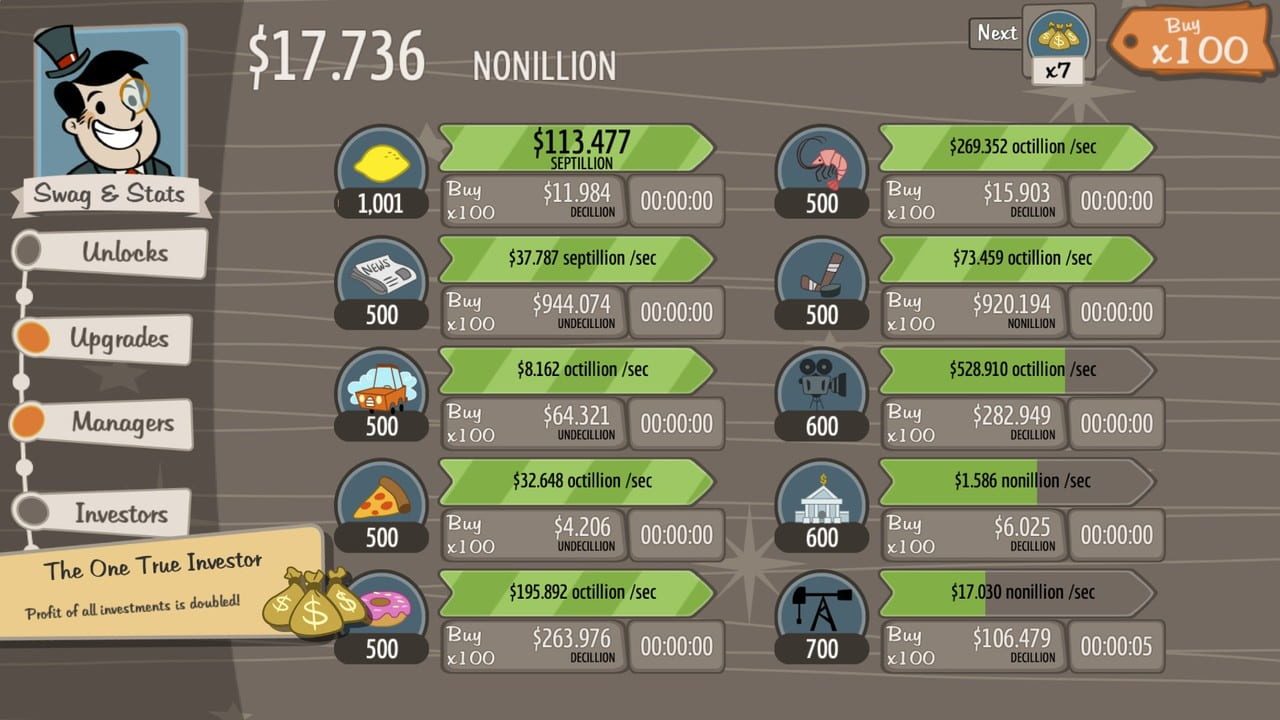 $17.736 NONILLION
Next
x7
Buy
x100
Swag & Stats
Unlocks
Upgrades
Managers
Investors
The One True Investor
Profit of all investments is doubled!
1,001
$113.477
SEPTILLION
Buy
x100
$11.984
DECILLION
00:00:00
NEWS
500
$37.787 septillion /sec
Buy
x100
$944.074
UNDECILLION
00:00:00
500
$8.162 octillion /sec
Buy
x100
$64.321
UNDECILLION
00:00:00
500
$32.648 octillion /sec
Buy
x100
$4.206
UNDECILLION
00:00:00
500
$195.892 octillion /sec
Buy
x100
$263.976
DECILLION
00:00:00
500
$269.352 octillion /sec
Buy
x100
$15.903
DECILLION
00:00:00
500
$73.459 octillion /sec
Buy
x100
$920.194
NONILLION
00:00:00
600
$528.910 octillion /sec
Buy
x100
$282.949
DECILLION
00:00:00
600
$1.586 nonillion /sec
Buy
x100
$6.025
DECILLION
00:00:00
700
$17.030 nonillion /sec
Buy
x100
$106.479
DECILLION
00:00:05